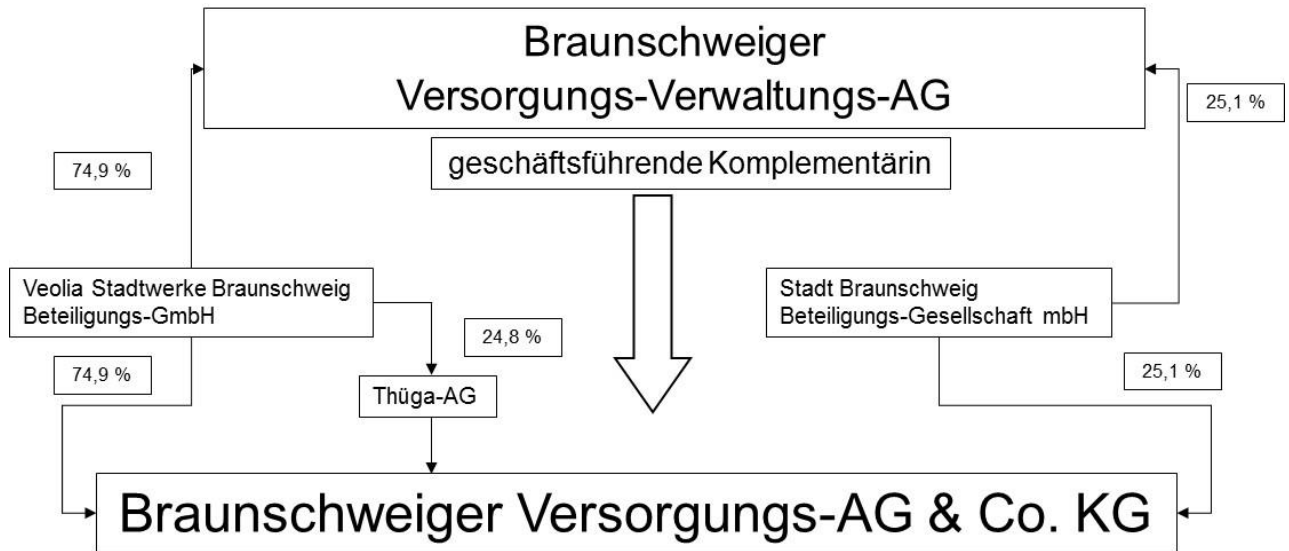 Braunschweiger
Versorgungs-Verwaltungs-AG
25,1 %
74,9 %
geschäftsführende Komplementärin
Veolia Stadtwerke Braunschweig
Beteiligungs-GmbH
Stadt Braunschweig
Beteiligungs-Gesellschaft mbH
24,8 %
74,9 %
25,1 %
Thüga-AG
Braunschweiger Versorgungs-AG & Co. KG